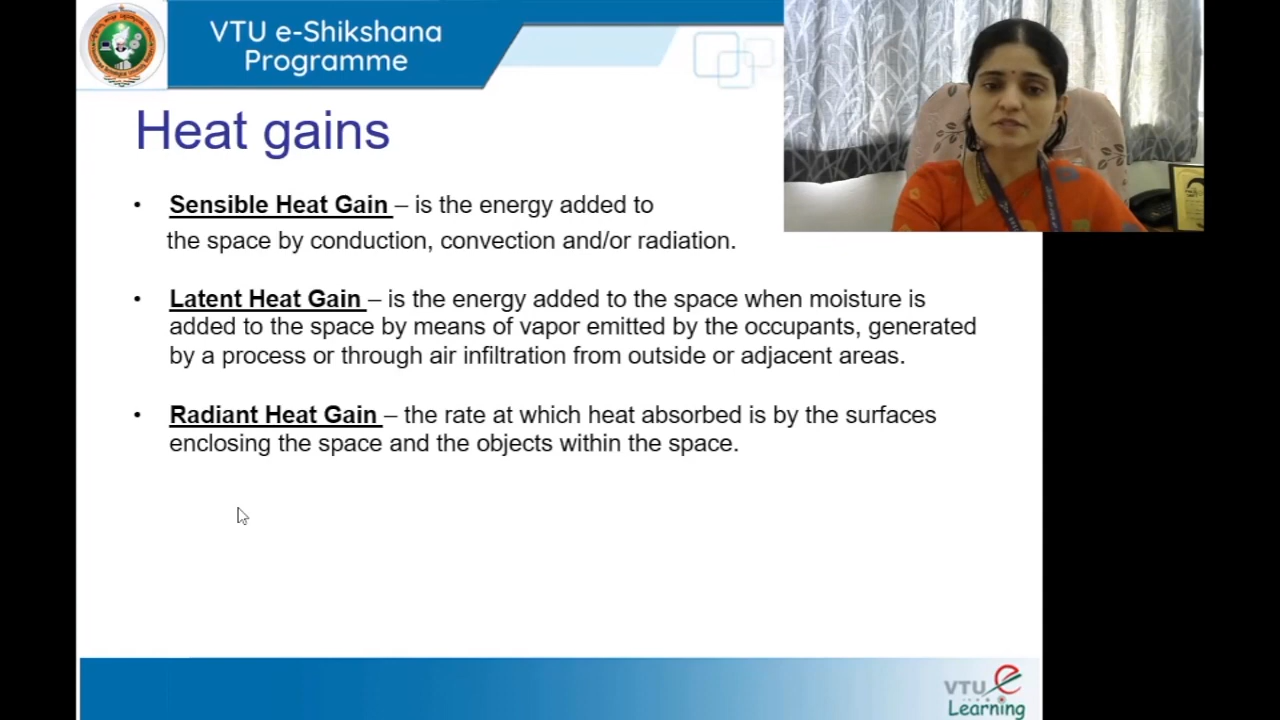 VTU e-Shikshana
Programme
Heat gains
• Sensible Heat Gain – is the energy added to
the space by conduction, convection and/or radiation.
• Latent Heat Gain – is the energy added to the space when moisture is
added to the space by means of vapor emitted by the occupants, generated
by a process or through air infiltration from outside or adjacent areas.
• Radiant Heat Gain – the rate at which heat absorbed is by the surfaces
enclosing the space and the objects within the space.
VTU e
Learning